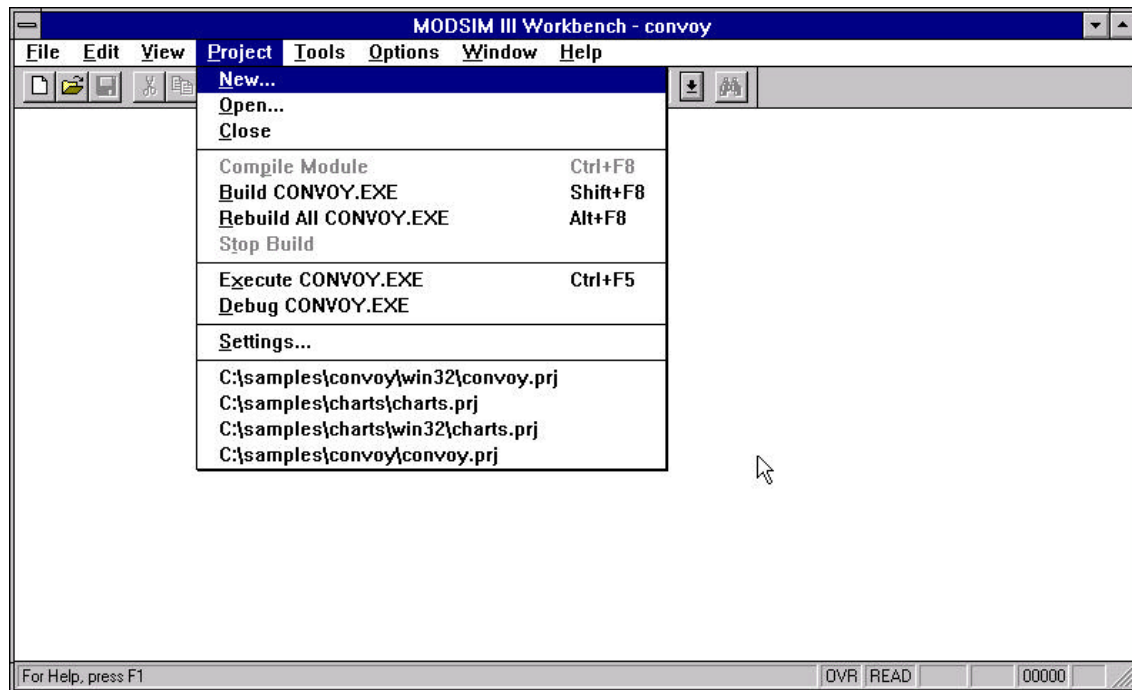 MODSIM III Workbench - convoy
File Edit View Project Tools Options Window Help
New...
Open...
Close
Compile Module Ctrl+F8
Build CONVOY.EXE Shift+F8
Rebuild All CONVOY.EXE Alt+F8
Stop Build
Execute CONVOY.EXE Ctrl+F5
Debug CONVOY.EXE
Settings...
C:\samples\convoy\win32\convoy.prj
C:\samples\charts\charts.prj
C:\samples\charts\win32\charts.prj
C:\samples\convoy\convoy.prj
For Help, press F1 OVR READ 00000